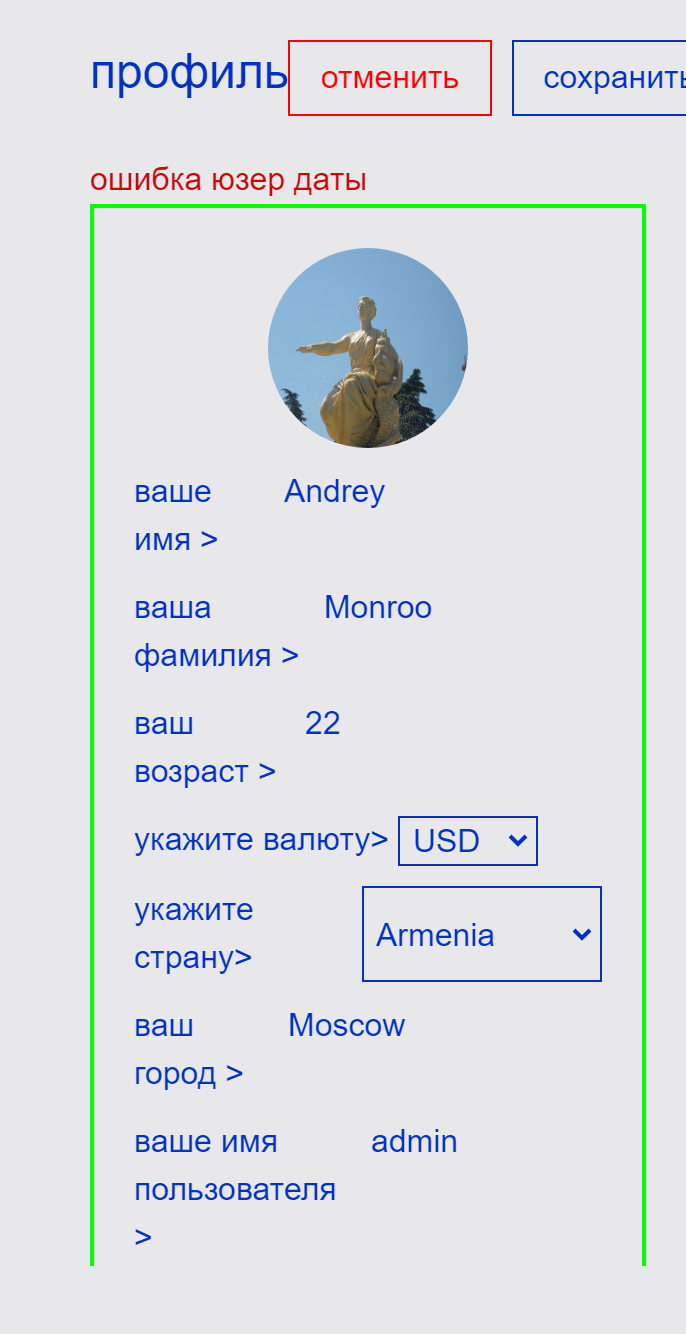 профиль отменить сохранить
ошибка юзер даты
ваше Andrey
имя >
ваша Monroo
фамилия >
ваш 22
возраст >
укажите валюту> USD
укажите
страну> Armenia
ваш Moscow
город >
ваше имя admin
пользователя
>